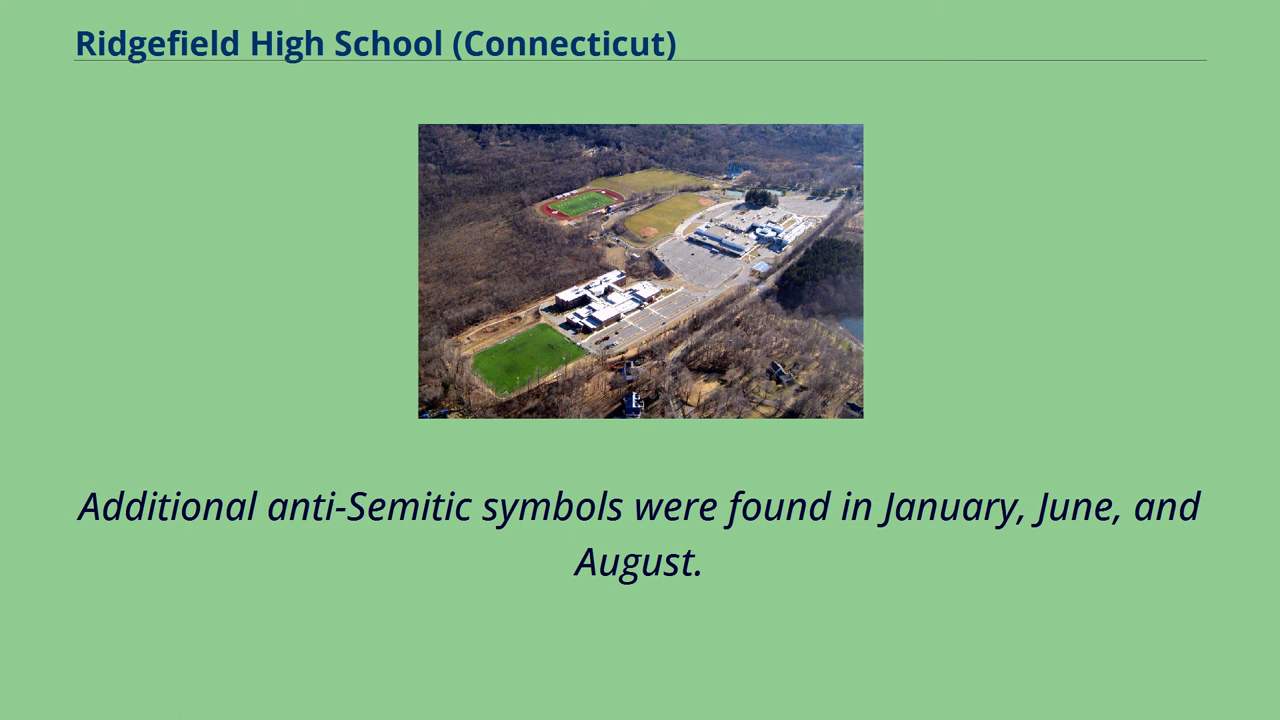 Ridgefield High School (Connecticut)
Additional anti-Semitic symbols were found in January, June, and
August.